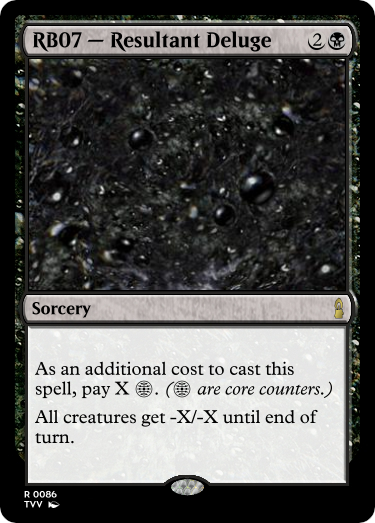 RB07 — Resultant Deluge 2
Sorcery
As an additional cost to cast this
spell, pay X . ( are core counters.)
All creatures get -X/-X until end of
turn.
R 0086
TVV